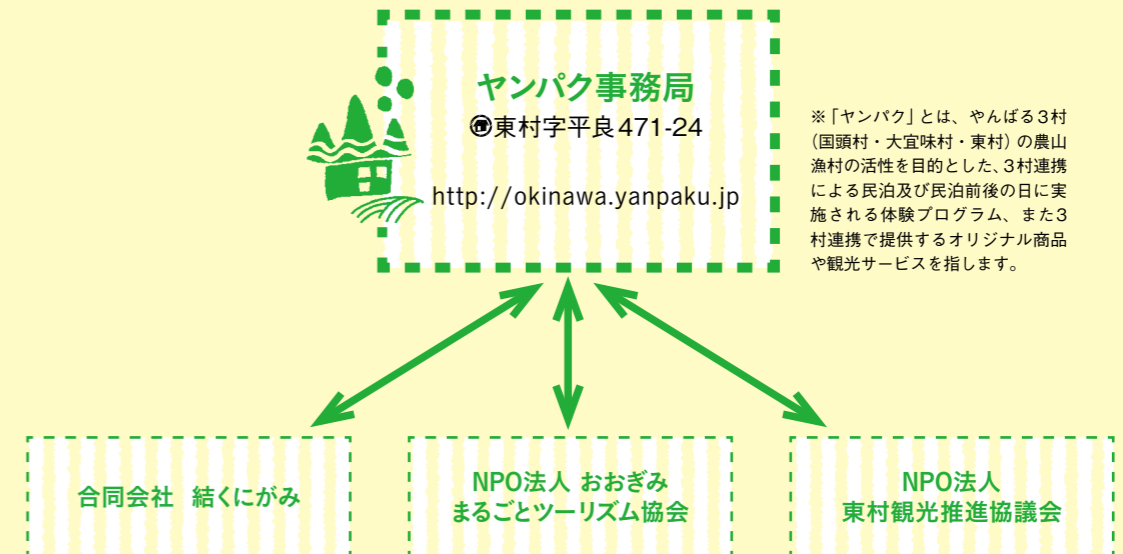 ヤンパク事務局
東村字平良471-24
http://okinawa.yanpaku.jp
※「ヤンパク」とは、やんばる3村
(国頭村・大宜味村・東村)の農山
漁村の活性を目的とした、3村連携
による民泊及び民泊前後の日に実
施される体験プログラム、また3
村連携で提供するオリジナル商品
や観光サービスを指します。
合同会社 結くにがみ
NPO法人 おおぎみ
まるごとツーリズム協会
NPO法人
東村観光推進協議会